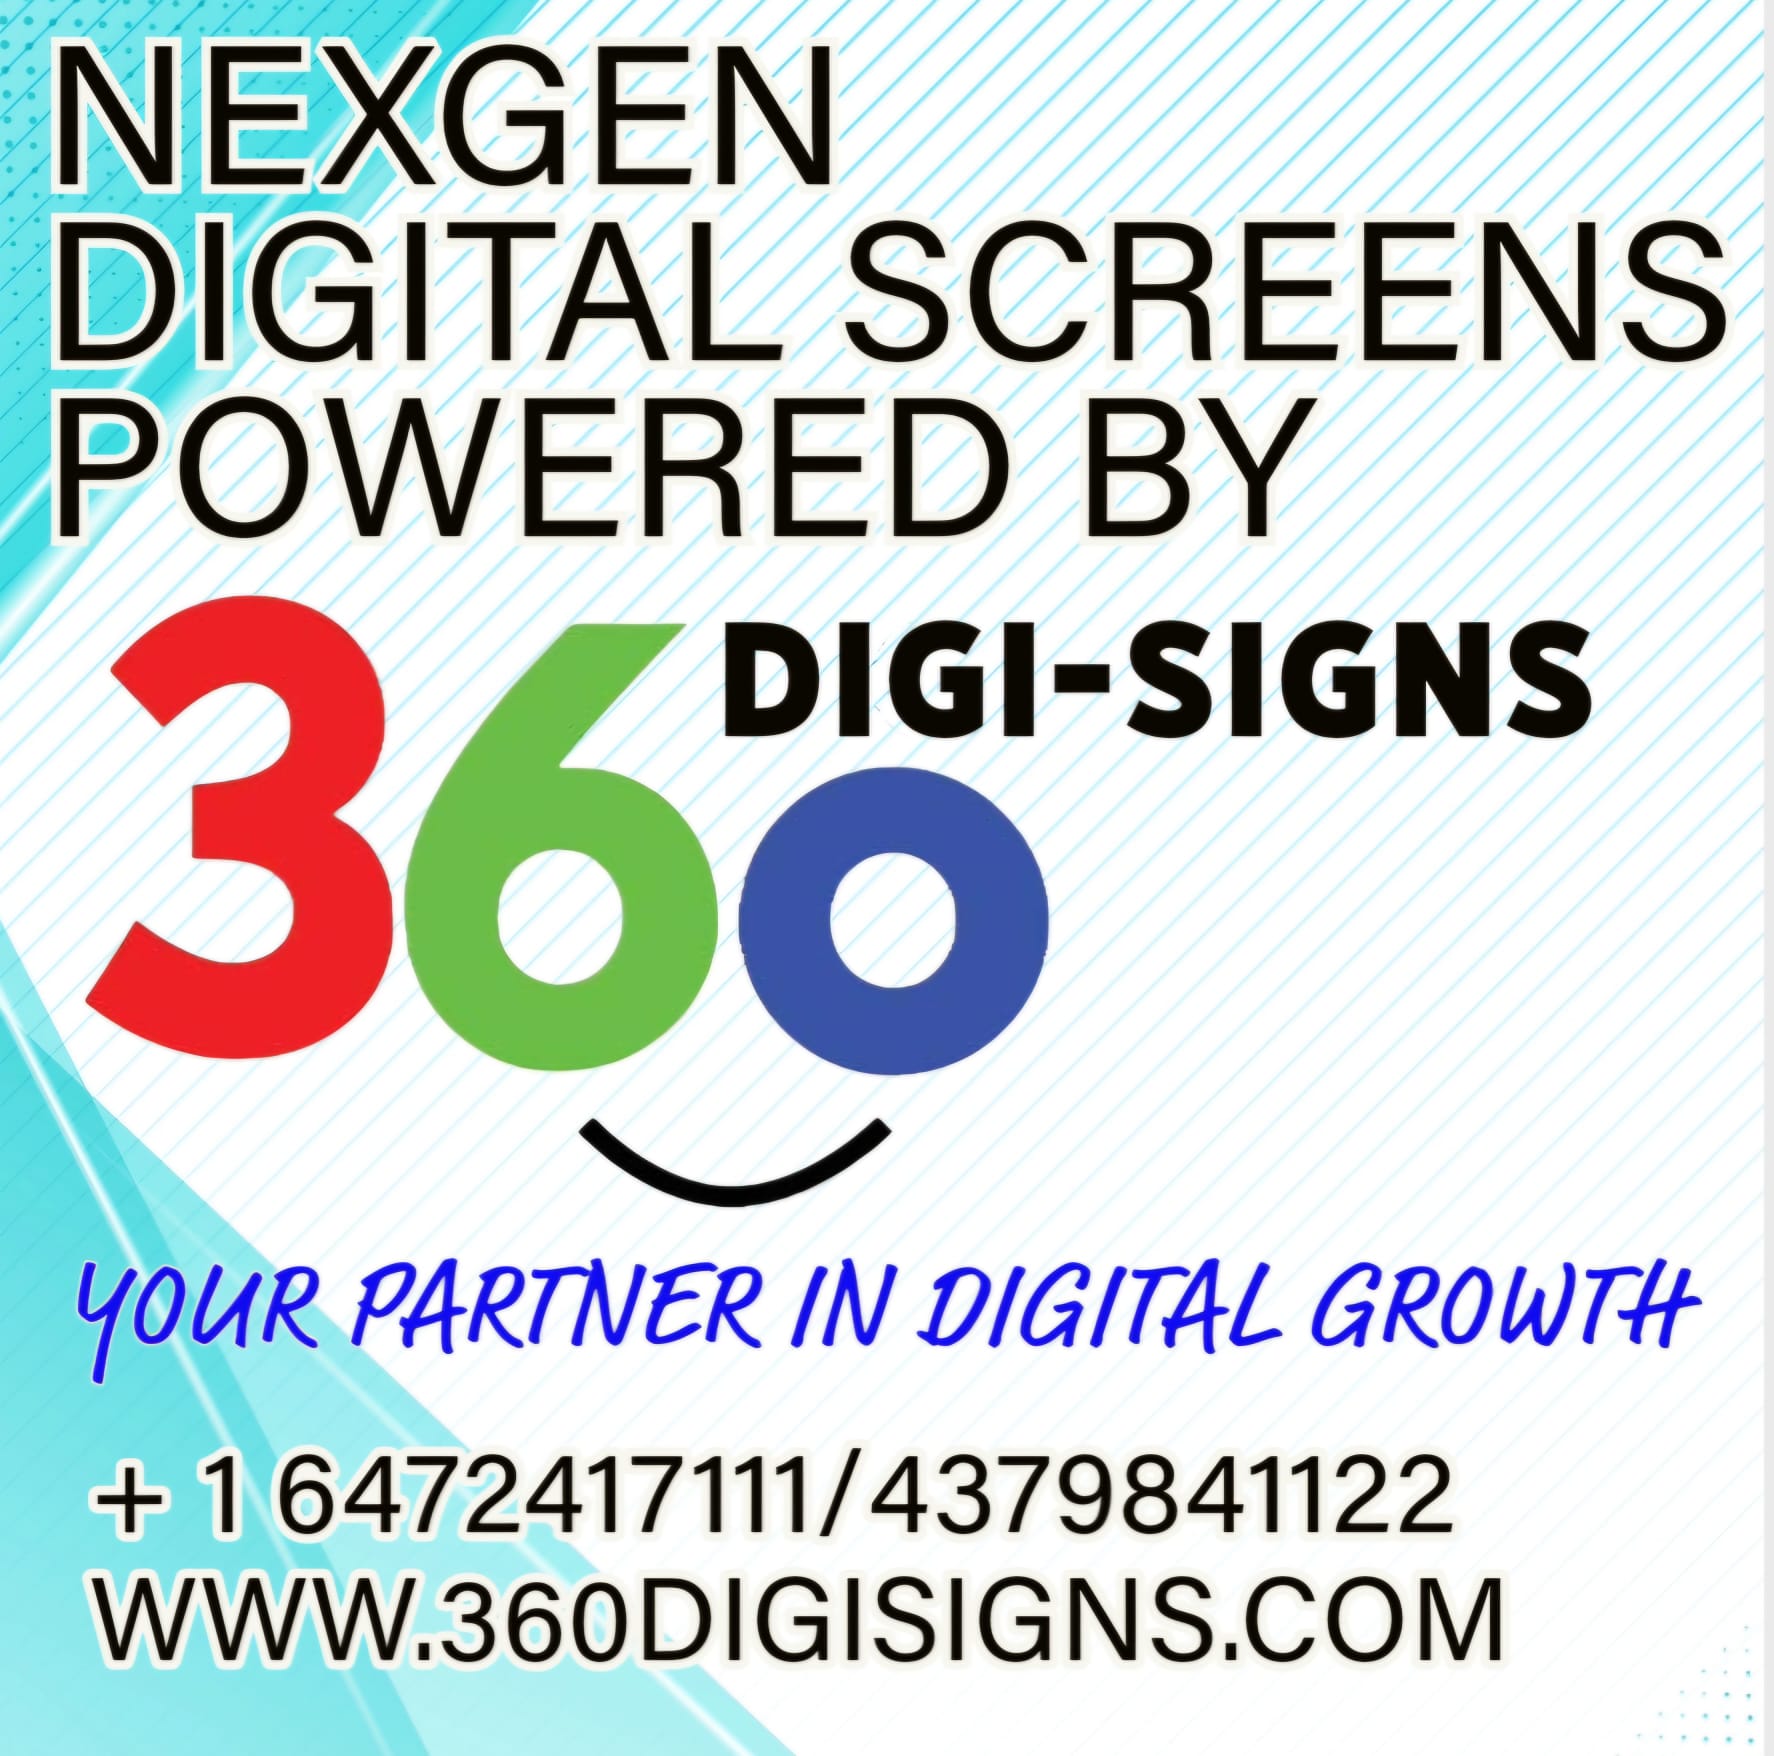 NEXGEN
DIGITAL SCREENS
POWERED BY
360 DIGI-SIGNS
YOUR PARTNER IN DIGITAL GROWTH
+ 1 6472417111/4379841122
WWW.360DIGISIGNS.COM